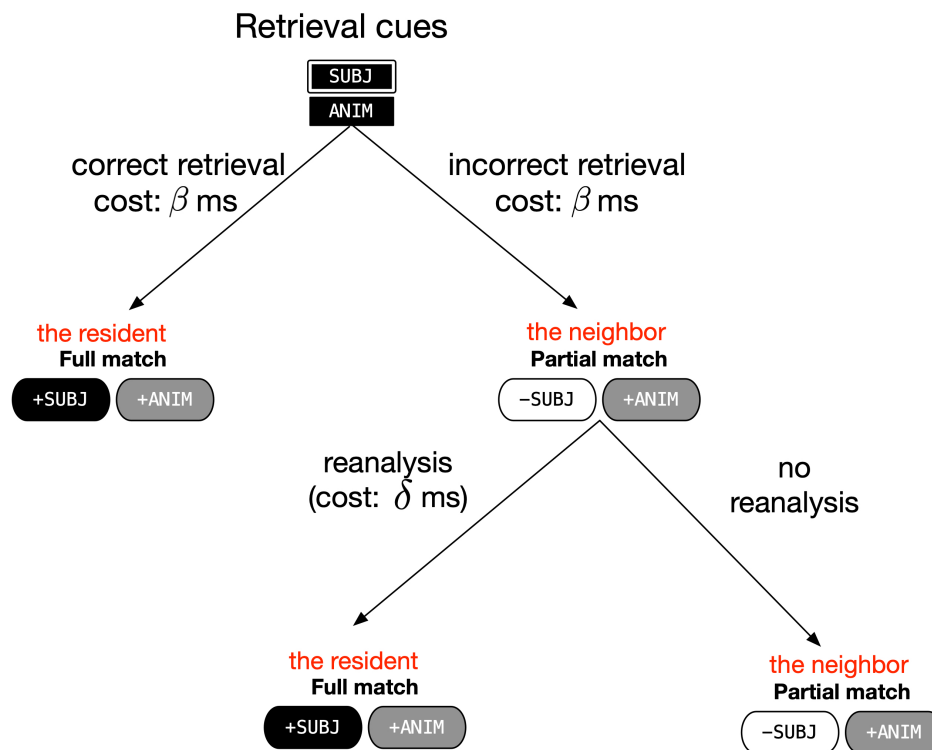 Retrieval cues
SUBJ
ANIM
correct retrieval
cost: β ms
incorrect retrieval
cost: β ms
the resident
Full match
+SUBJ +ANIM
the neighbor
Partial match
−SUBJ +ANIM
reanalysis
(cost: δ ms)
no
reanalysis
the resident
Full match
+SUBJ +ANIM
the neighbor
Partial match
−SUBJ +ANIM